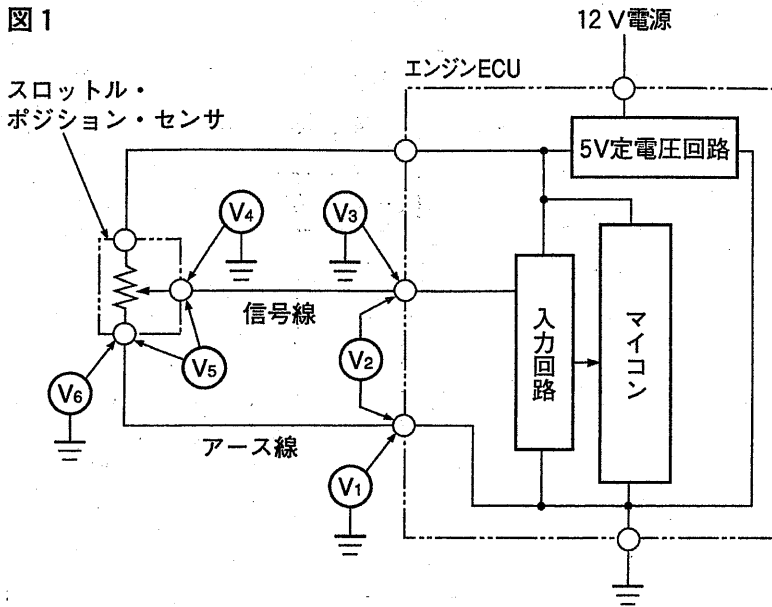 図1
12 V電源
エンジンECU
スロットル・
ポジション・センサ
5V定電圧回路
V4
V3
信号線
V5
V2
V6
入力回路
マイコン
アース線
V1